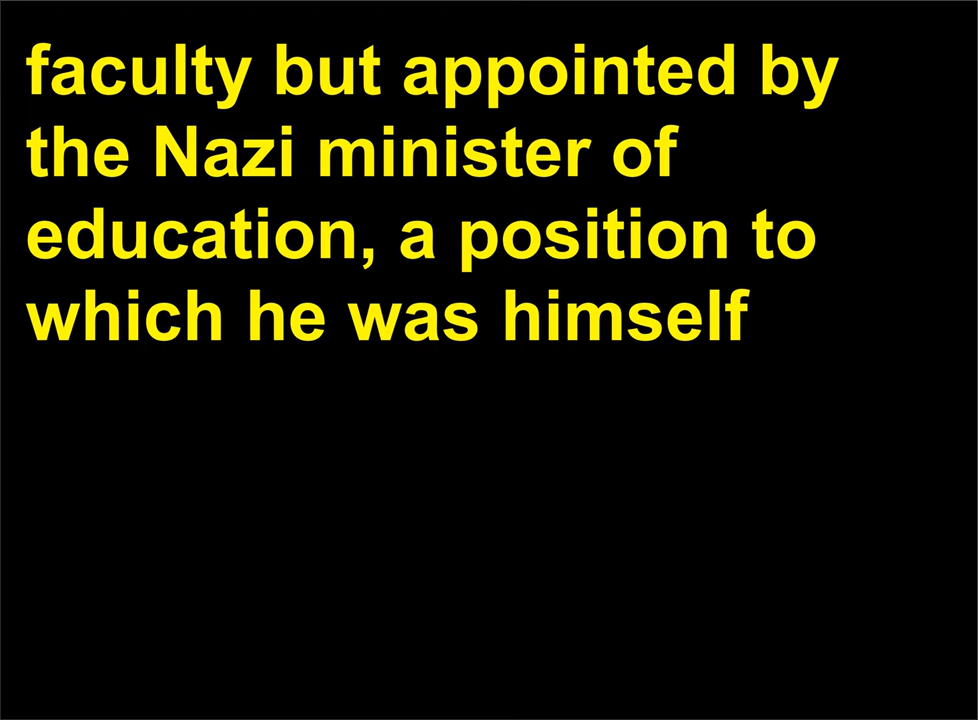 faculty but appointed by
the Nazi minister of
education, a position to
which he was himself